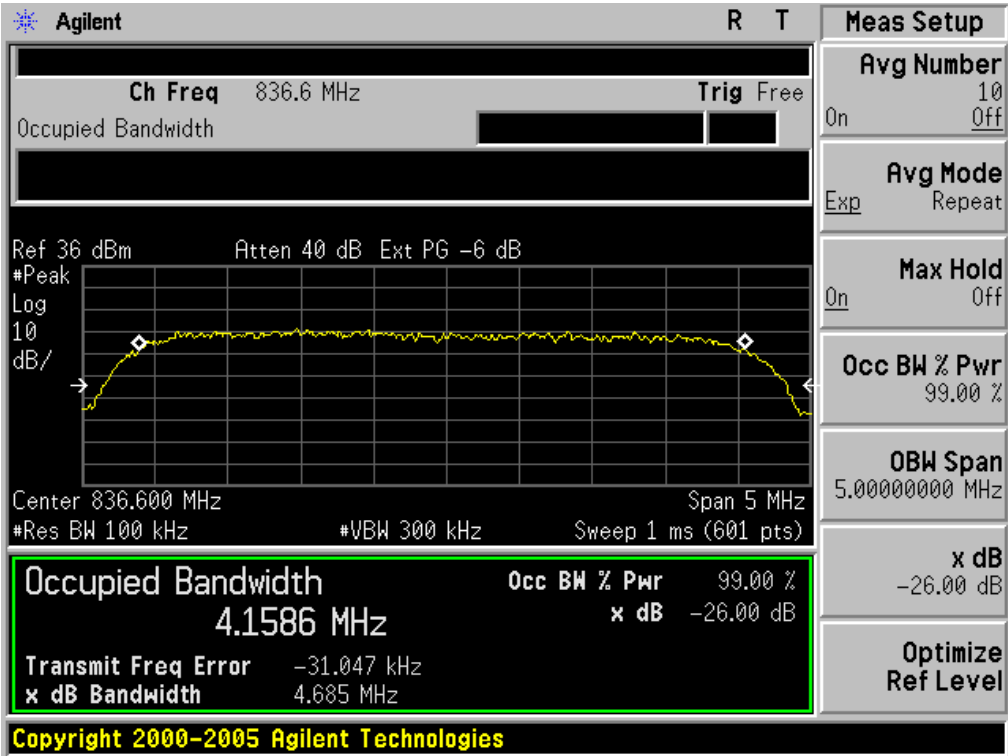 Agilent R T
Ch Freq 836.6 MHz Trig Free
Occupied Bandwidth
Ref 36 dBm Atten 40 dB Ext PG -6 dB
#Peak
Log
10
dB/
Center 836.600 MHz Span 5 MHz
#Res BW 100 kHz #VBW 300 kHz Sweep 1 ms (601 pts)
Occupied Bandwidth Occ BW % Pwr 99.00 %
4.1586 MHz x dB -26.00 dB
Transmit Freq Error -31.047 kHz
x dB Bandwidth 4.685 MHz
Copyright 2000-2005 Agilent Technologies
Meas Setup
Avg Number
10
On Off
Avg Mode
Exp Repeat
Max Hold
On Off
Occ BW % Pwr
99.00 %
OBW Span
5.00000000 MHz
x dB
-26.00 dB
Optimize
Ref Level